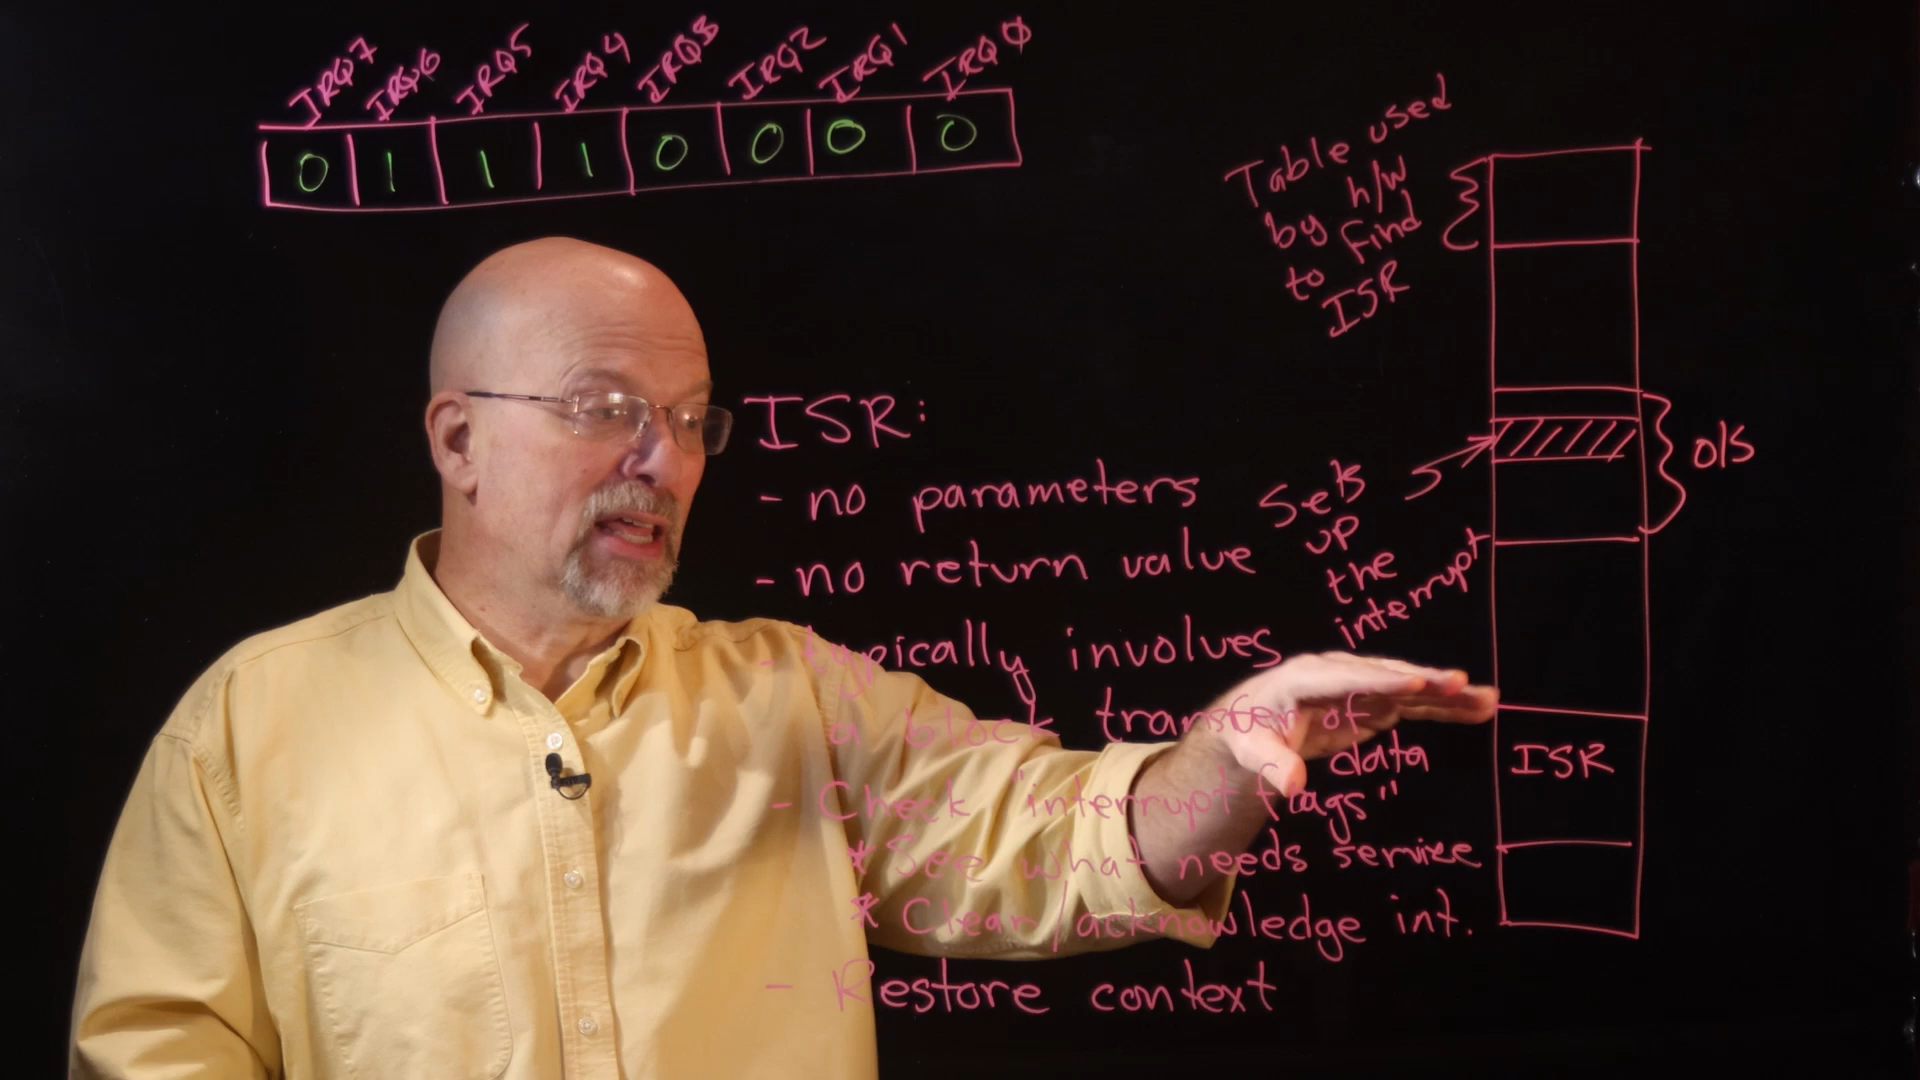 IRQ7 IRQ6 IRQ5 IRQ4 IRQ3 IRQ2 IRQ1 IRQ0
0 1 1 1 0 0 0 0
Table used
by h/w
to find
ISR
ISR:
- no parameters
- no return value
- typically involves
a block transfer of
data
- Check "interrupt flags"
* See what needs service
* Clear/acknowledge int.
- Restore context
Sets
up
the
interrupt
O/S
ISR